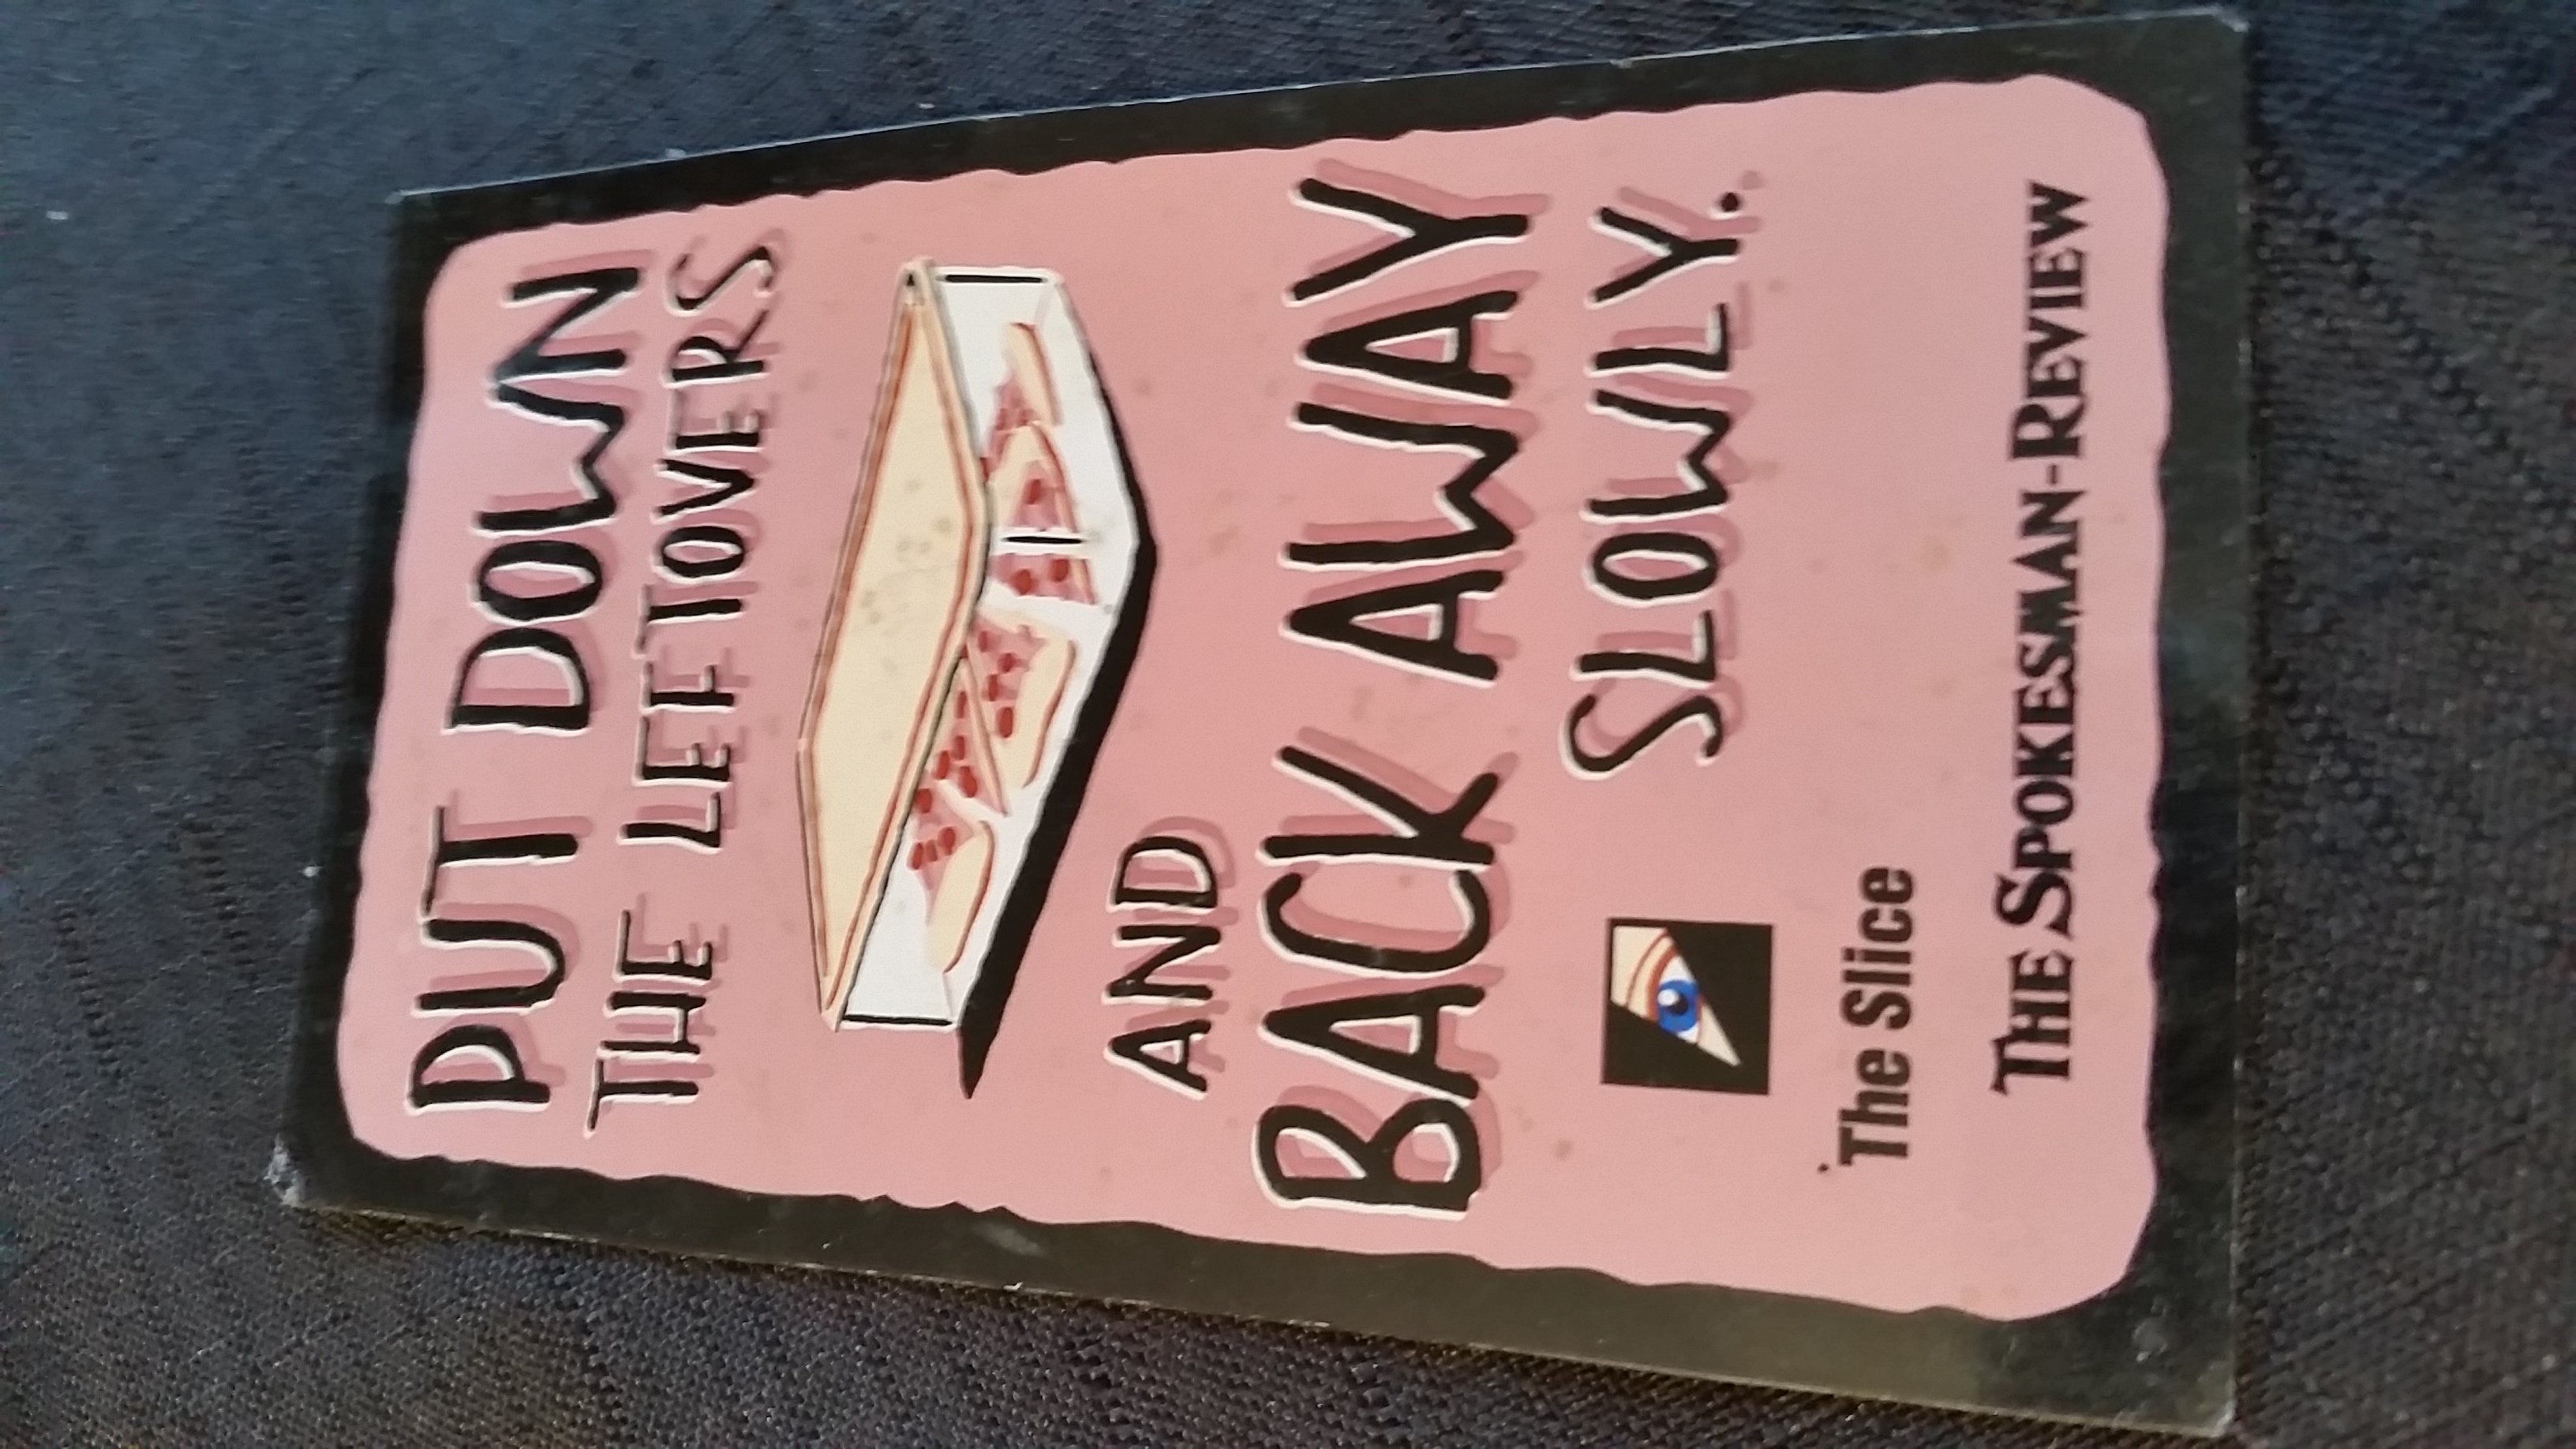 PUT DOWN
THE LEFTOVERS
AND
BACK AWAY
SLOWLY.
The Slice
THE SPOKESMAN-REVIEW